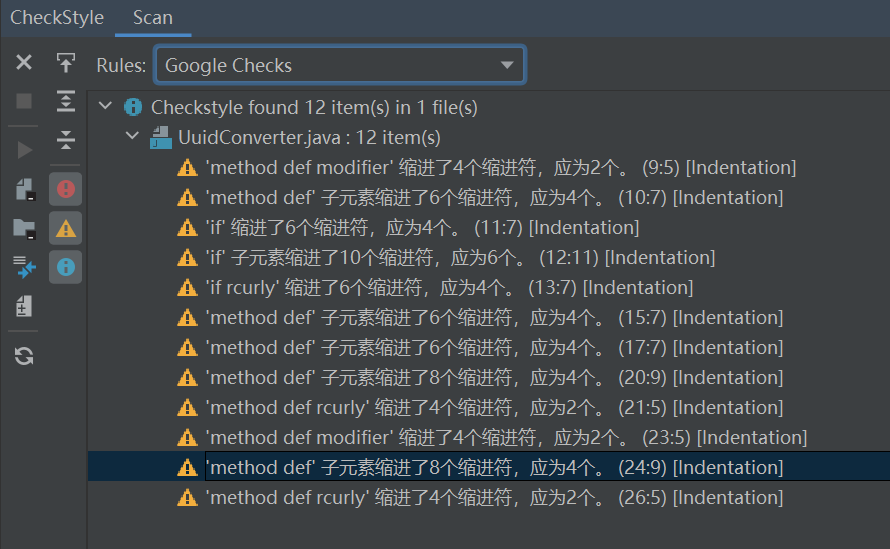 CheckStyle Scan
Rules: Google Checks
Checkstyle found 12 item(s) in 1 file(s)
UuidConverter.java : 12 item(s)
'method def modifier' 缩进了4个缩进符，应为2个。 (9:5) [Indentation]
'method def' 子元素缩进了6个缩进符，应为4个。 (10:7) [Indentation]
'if' 缩进了6个缩进符，应为4个。 (11:7) [Indentation]
'if' 子元素缩进了10个缩进符，应为6个。 (12:11) [Indentation]
'if rcurly' 缩进了6个缩进符，应为4个。 (13:7) [Indentation]
'method def' 子元素缩进了6个缩进符，应为4个。 (15:7) [Indentation]
'method def' 子元素缩进了6个缩进符，应为4个。 (17:7) [Indentation]
'method def' 子元素缩进了8个缩进符，应为4个。 (20:9) [Indentation]
'method def rcurly' 缩进了4个缩进符，应为2个。 (21:5) [Indentation]
'method def modifier' 缩进了4个缩进符，应为2个。 (23:5) [Indentation]
'method def' 子元素缩进了8个缩进符，应为4个。 (24:9) [Indentation]
'method def rcurly' 缩进了4个缩进符，应为2个。 (26:5) [Indentation]